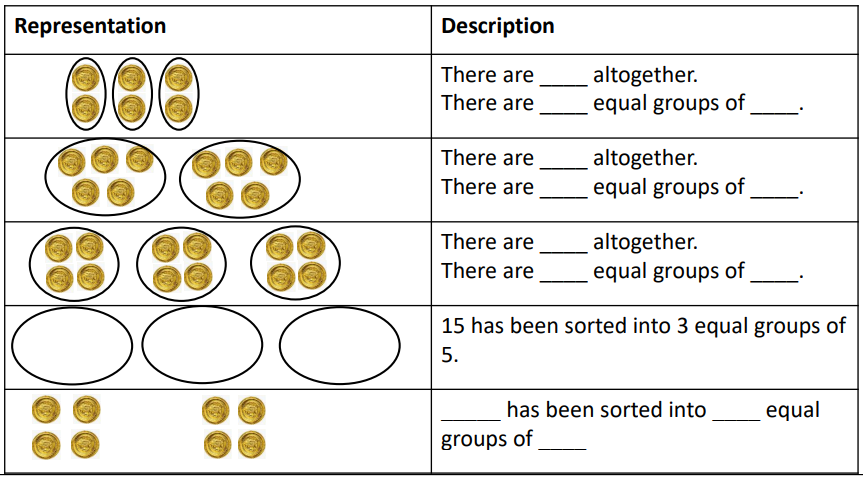 Representation
Description
There are ____ altogether.
There are ____ equal groups of ____.
There are ____ altogether.
There are ____ equal groups of ____.
There are ____ altogether.
There are ____ equal groups of ____.
15 has been sorted into 3 equal groups of
5.
_____ has been sorted into ____ equal
groups of ____